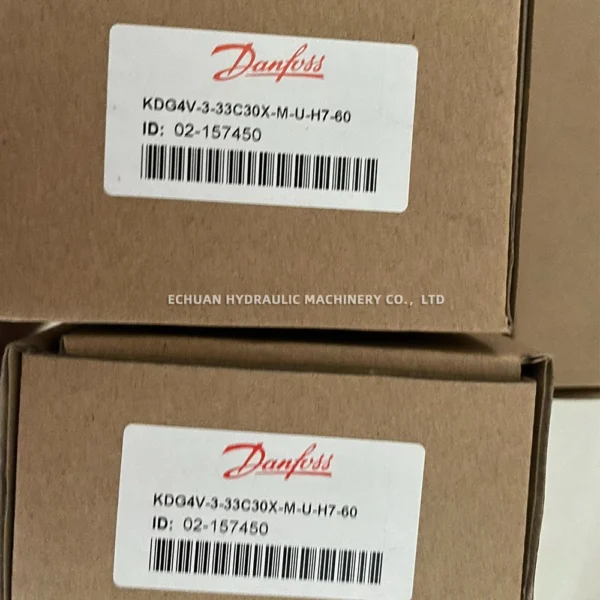 Danfoss
KDG4V-3-33C30X-M-U-H7-60
ID: 02-157450
ECHUAN HYDRAULIC MACHINERY CO., LTD
Danfoss
KDG4V-3-33C30X-M-U-H7-60
ID: 02-157450